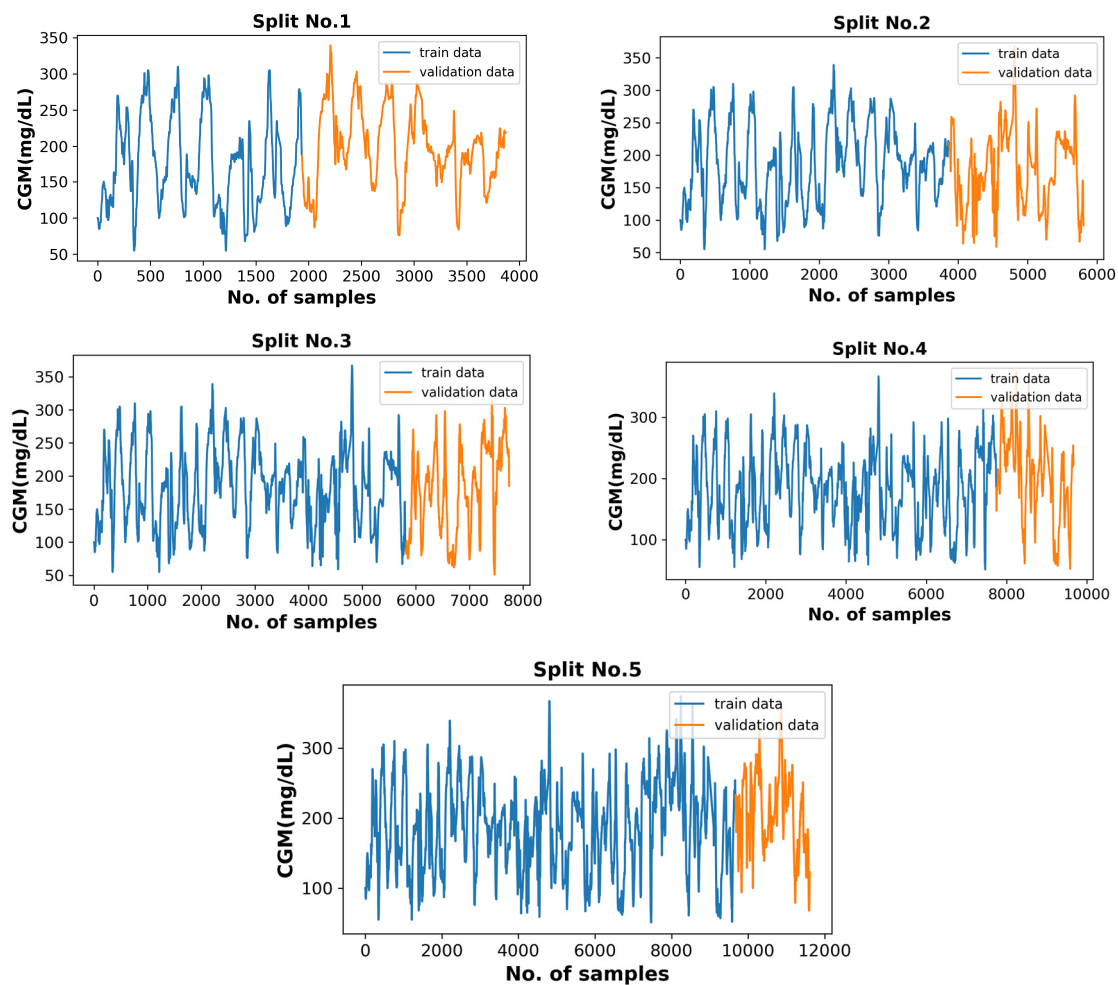 Split No.1
CGM(mg/dL)
350
300
250
200
150
100
50
train data
validation data
0 500 1000 1500 2000 2500 3000 3500 4000
No. of samples
Split No.2
CGM(mg/dL)
350
300
250
200
150
100
50
train data
validation data
0 1000 2000 3000 4000 5000 6000
No. of samples
Split No.3
CGM(mg/dL)
350
300
250
200
150
100
50
train data
validation data
0 1000 2000 3000 4000 5000 6000 7000 8000
No. of samples
Split No.4
CGM(mg/dL)
300
200
100
train data
validation data
0 2000 4000 6000 8000 10000
No. of samples
Split No.5
CGM(mg/dL)
300
200
100
train data
validation data
0 2000 4000 6000 8000 10000 12000
No. of samples